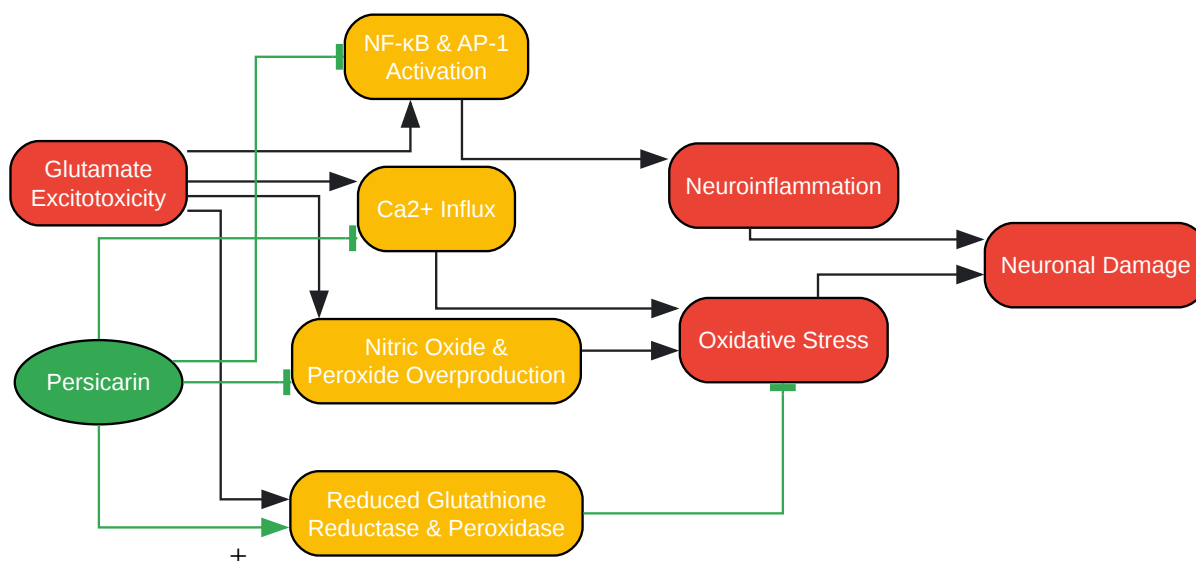 NF-κB & AP-1
Activation
Glutamate
Excitotoxicity
Ca2+ Influx
Neuroinflammation
Neuronal Damage
Nitric Oxide &
Peroxide Overproduction
Oxidative Stress
Persicarin
Reduced Glutathione
Reductase & Peroxidase
+